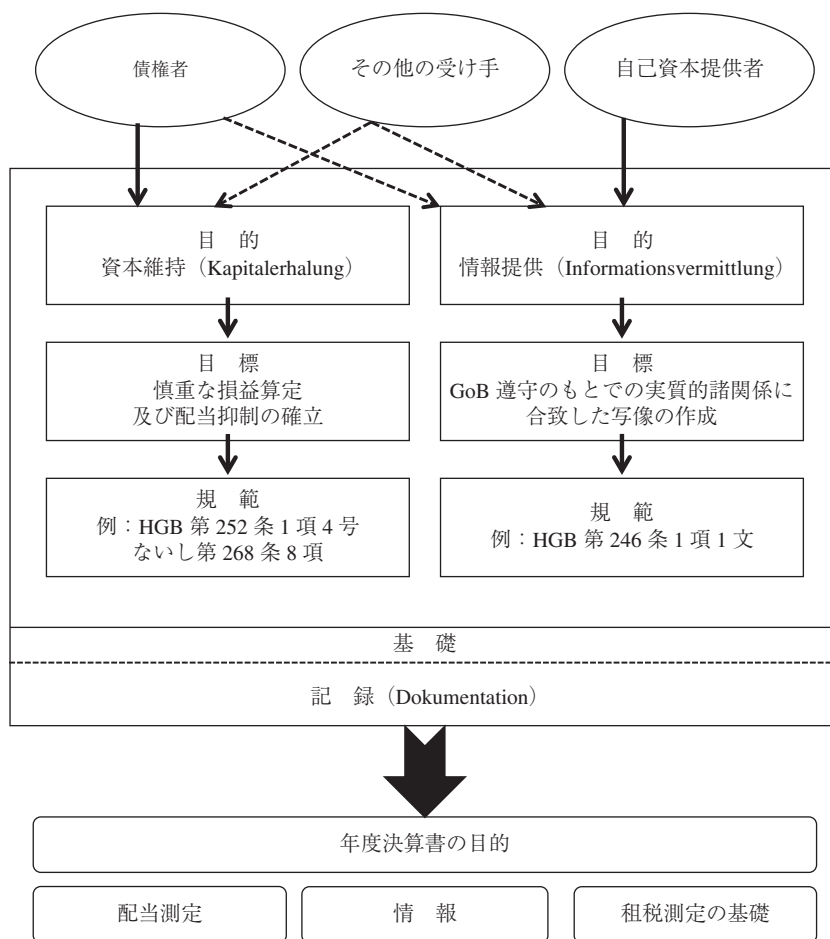 債権者
その他の受け手
自己資本提供者
目　的
資本維持（Kapitalerhalung）
目　的
情報提供（Informationsvermittlung）
目　標
慎重な損益算定
及び配当抑制の確立
目　標
GoB 遵守のもとでの実質的諸関係に
合致した写像の作成
規　範
例：HGB 第 252 条 1 項 4 号
ないし第 268 条 8 項
規　範
例：HGB 第 246 条 1 項 1 文
基　礎
記　録（Dokumentation）
年度決算書の目的
配当測定
情　報
租税測定の基礎